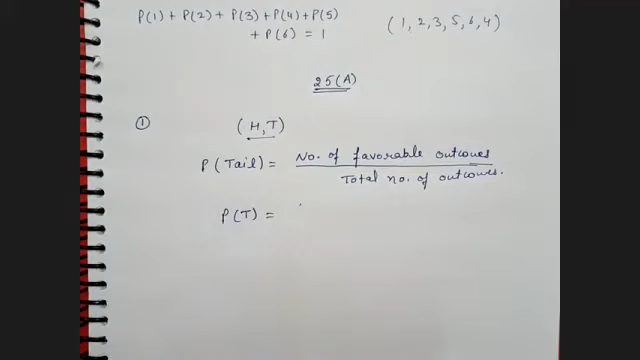 P(1) + P(2) + P(3) + P(4) + P(5)
+ P(6) = 1
(1, 2, 3, 5, 6, 4)
25(A)
①
(H, T)
P(Tail) = No. of favorable outcomes
Total no. of outcomes.
P(T) =